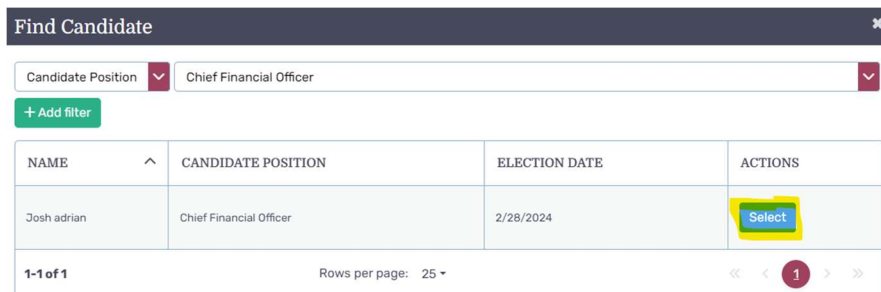 Find Candidate
Candidate Position Chief Financial Officer
+ Add filter
NAME CANDIDATE POSITION ELECTION DATE ACTIONS
Josh adrian Chief Financial Officer 2/28/2024 Select
1-1 of 1 Rows per page: 25 « < 1 > »